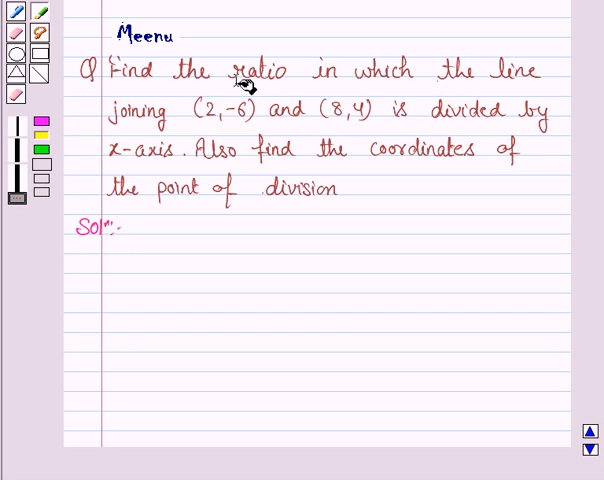 Meenu
Q Find the ratio in which the line
joining (2,-6) and (8,4) is divided by
x-axis. Also find the coordinates of
the point of division
Solⁿ:-